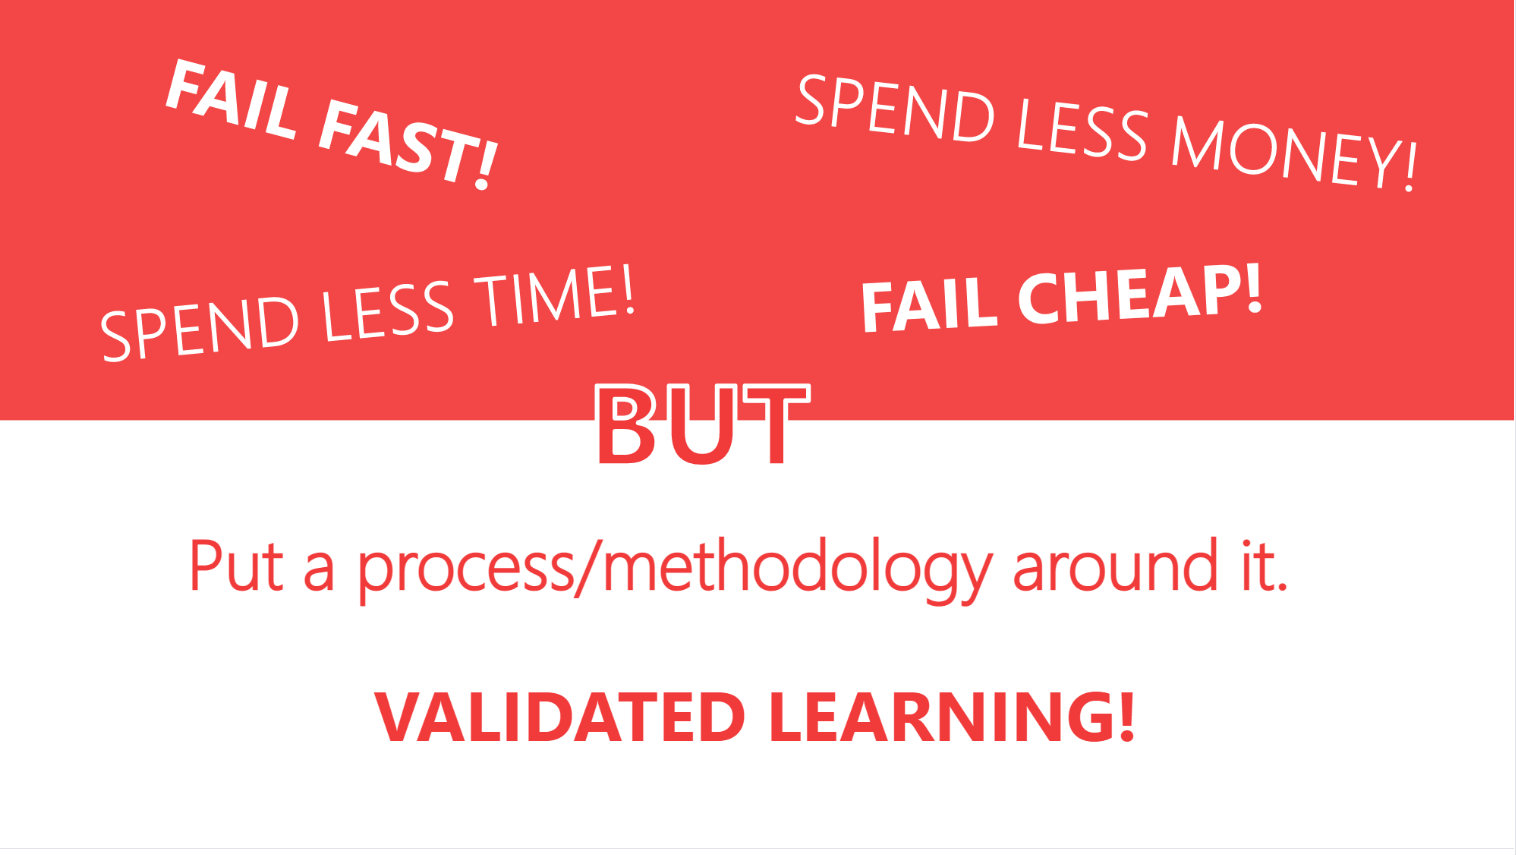 FAIL FAST!
SPEND LESS MONEY!
SPEND LESS TIME!
FAIL CHEAP!
BUT
Put a process/methodology around it.
VALIDATED LEARNING!